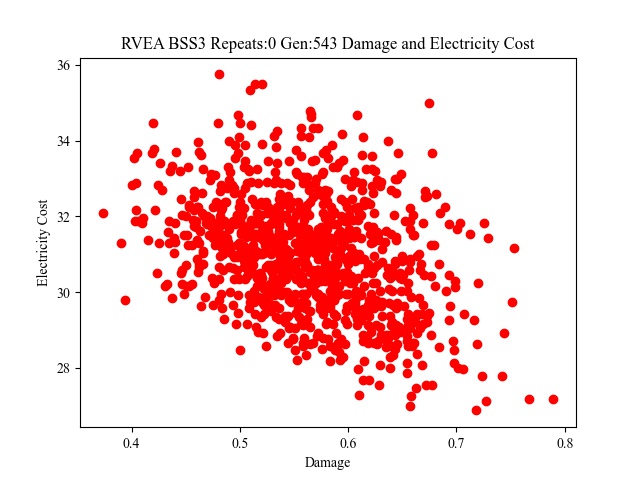 RVEA BSS3 Repeats:0 Gen:543 Damage and Electricity Cost
36
34
32
30
28
Electricity Cost
0.4 0.5 0.6 0.7 0.8
Damage